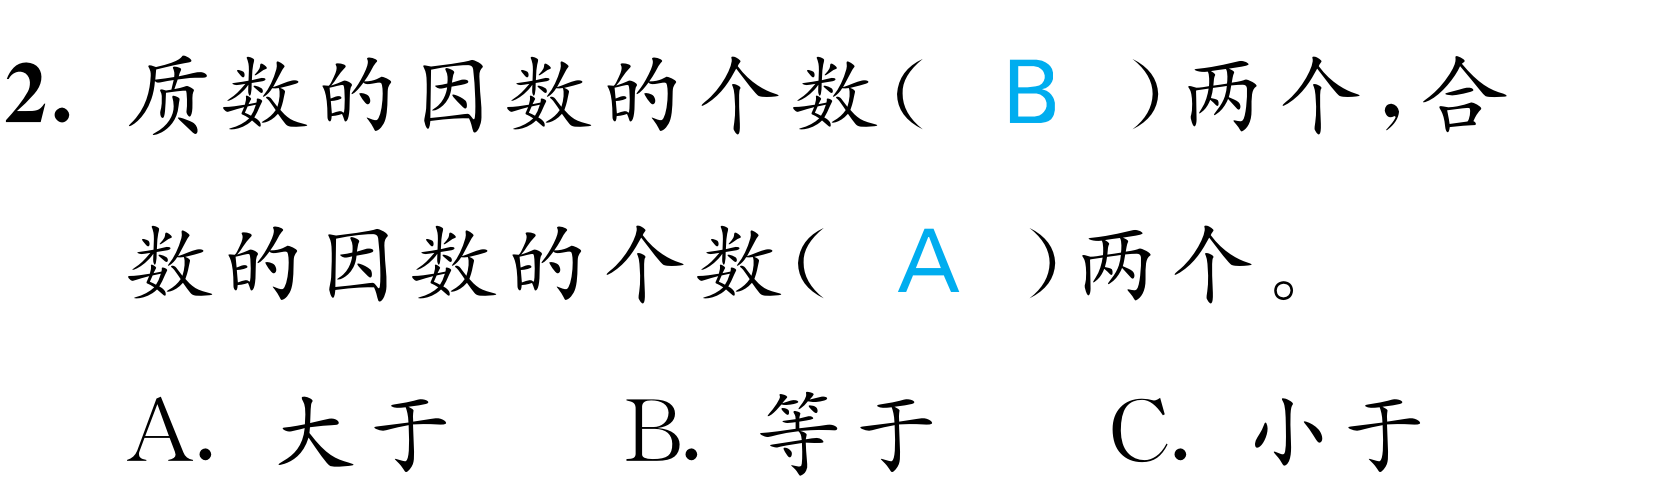 2. 质数的因数的个数( B )两个,合
数的因数的个数( A )两个。
A. 大于 B. 等于 C. 小于